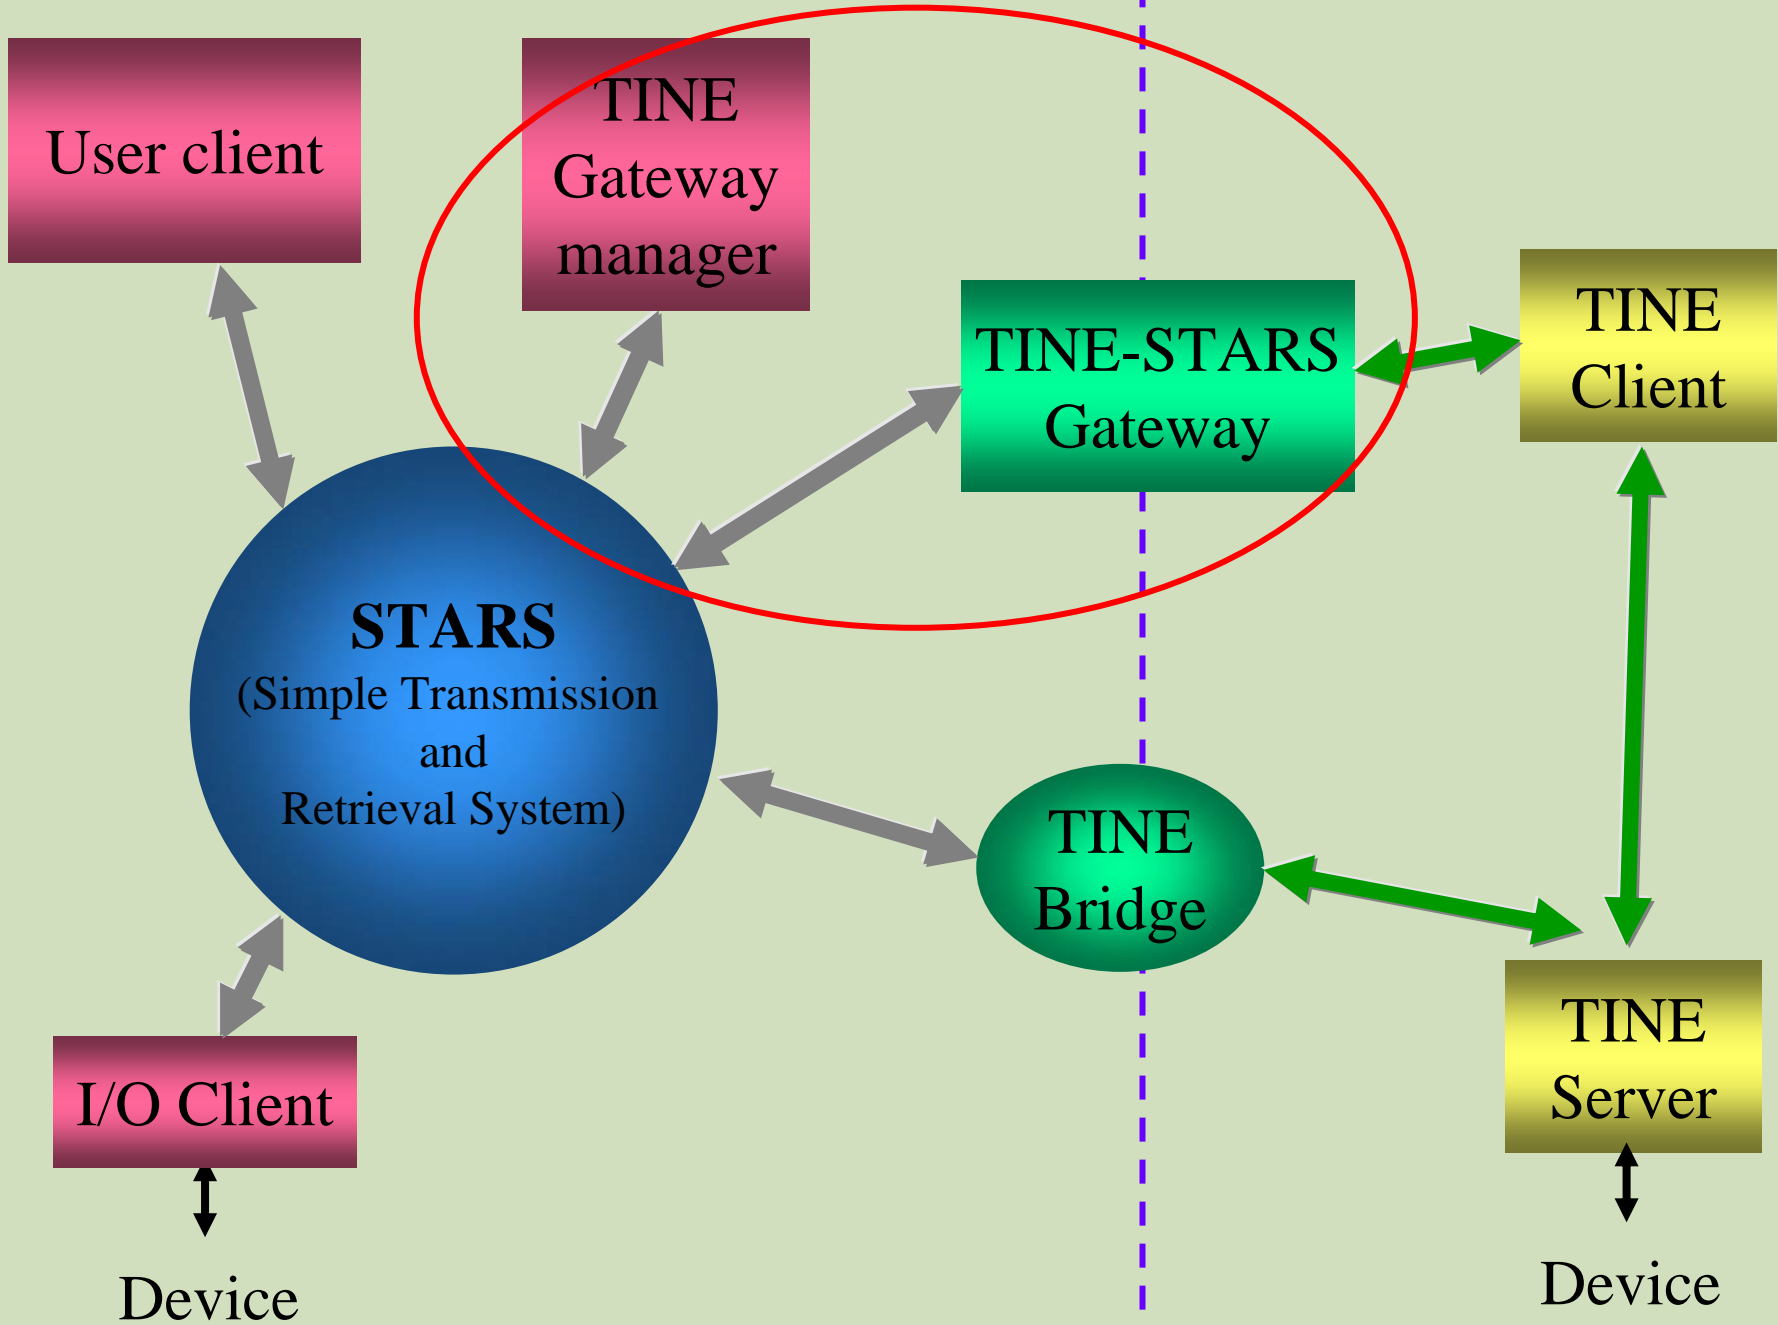 User client
TINE
Gateway
manager
TINE-STARS
Gateway
TINE
Client
STARS
(Simple Transmission
and
Retrieval System)
TINE
Bridge
I/O Client
TINE
Server
Device
Device